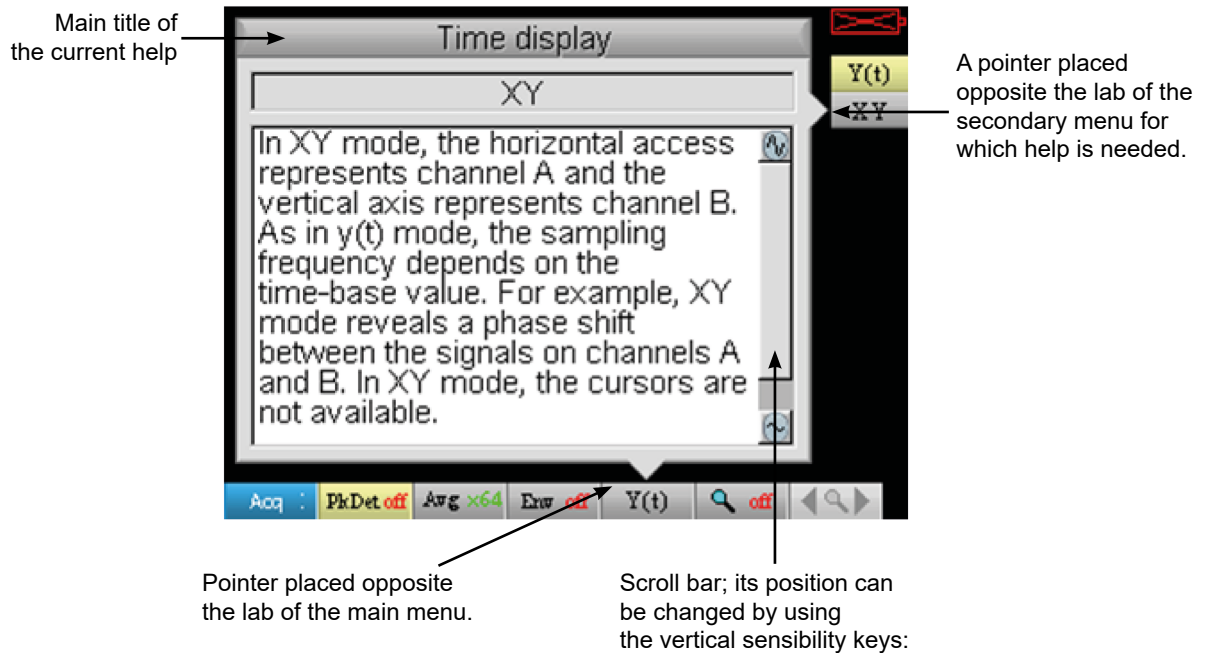 Main title of
the current help
Time display
XY
In XY mode, the horizontal access
represents channel A and the
vertical axis represents channel B.
As in y(t) mode, the sampling
frequency depends on the
time-base value. For example, XY
mode reveals a phase shift
between the signals on channels A
and B. In XY mode, the cursors are
not available.
Y(t)
XY
A pointer placed
opposite the lab of the
secondary menu for
which help is needed.
Acq : PkDet off Avg x64 Env off Y(t) off
Pointer placed opposite
the lab of the main menu.
Scroll bar; its position can
be changed by using
the vertical sensibility keys: